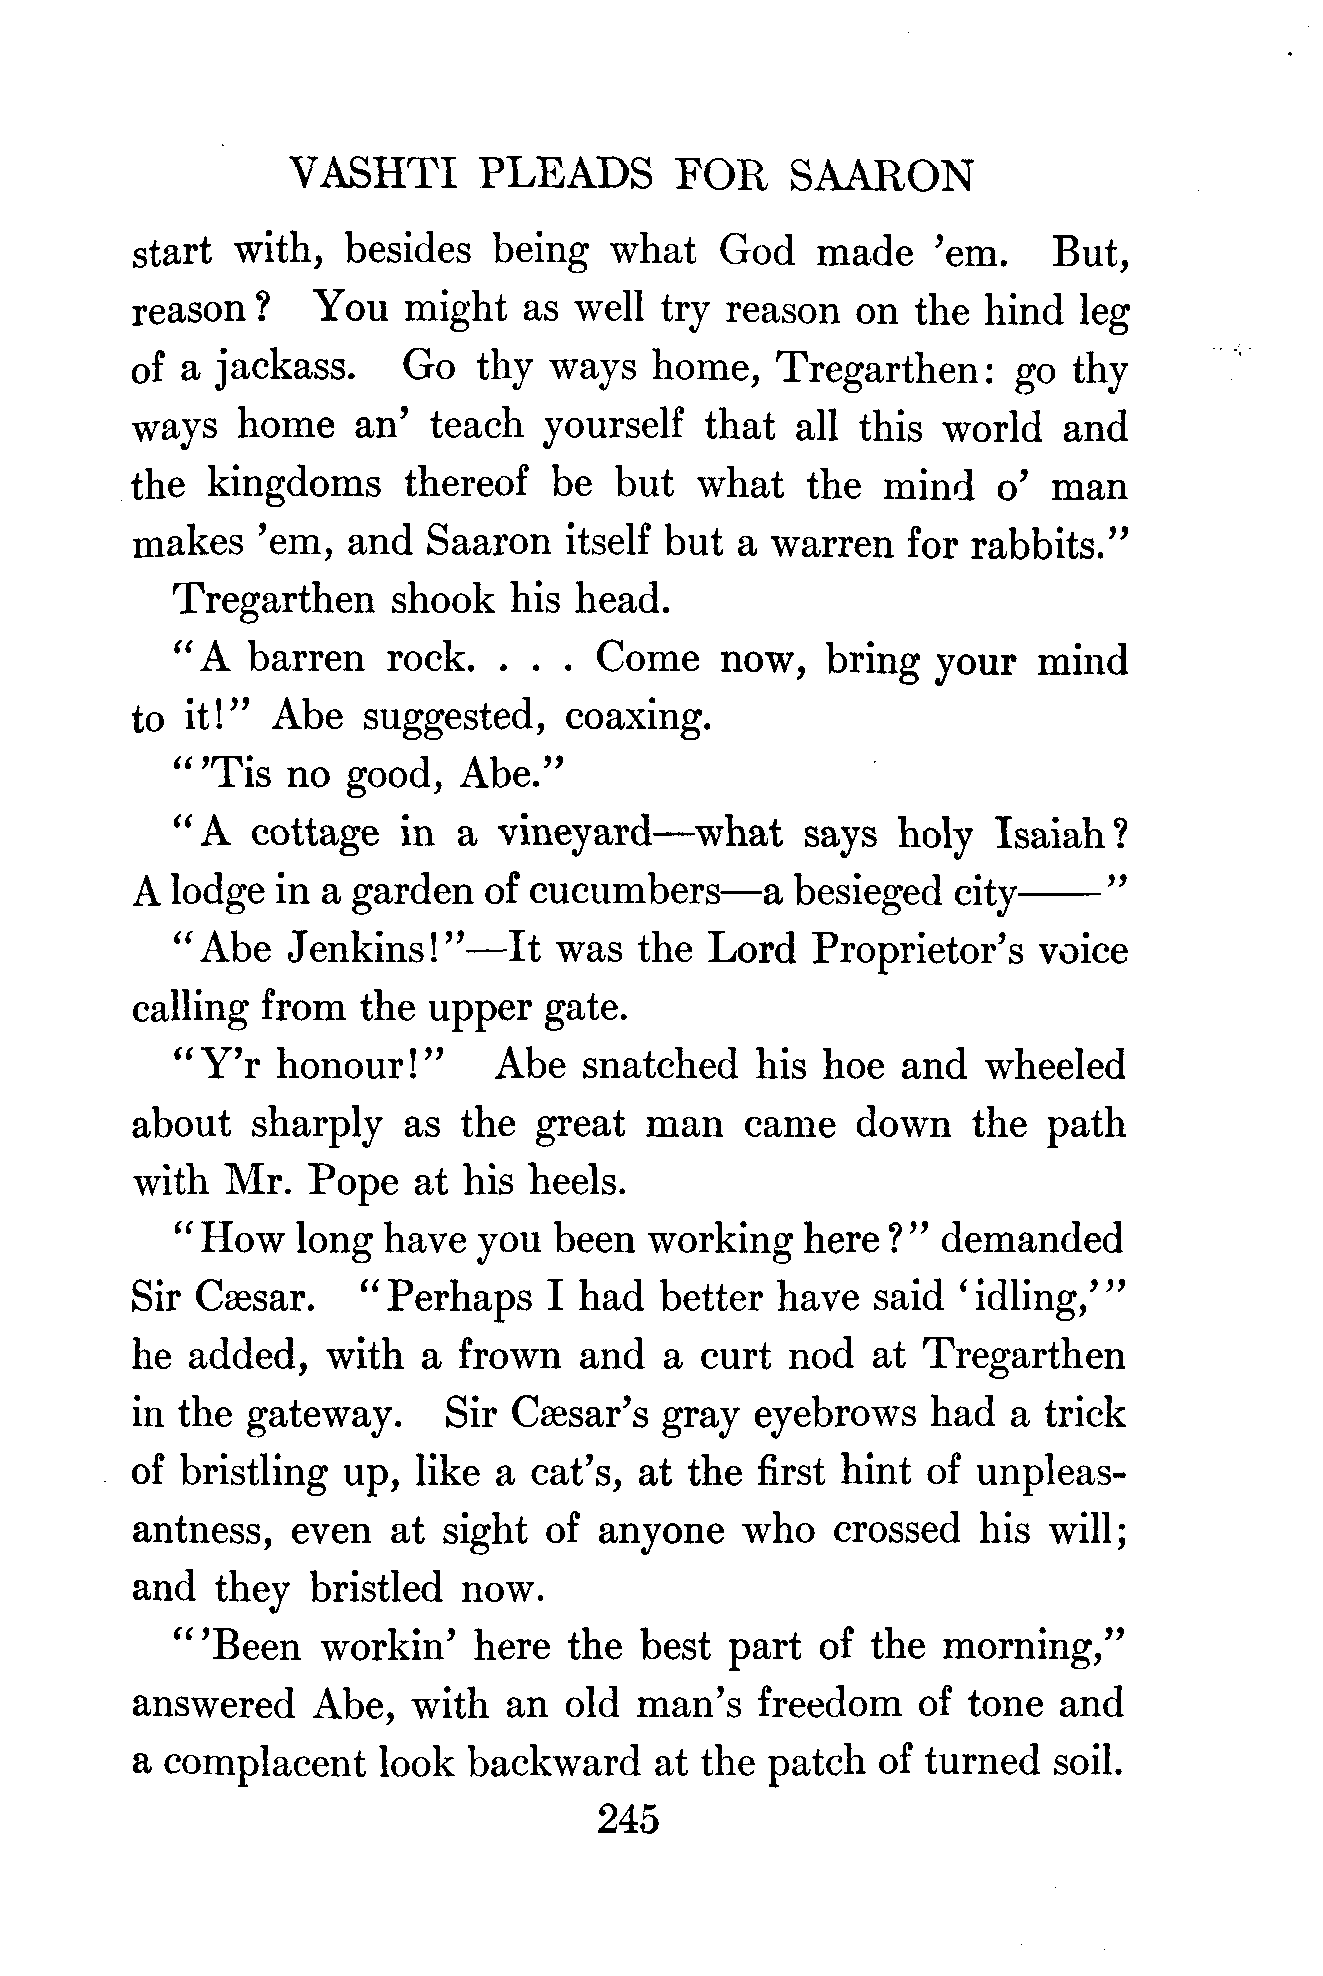 VASHTI PLEADS FOR SAARON
start with, besides being what God made ’em. But,
reason? You might as well try reason on the hind leg
of a jackass. Go thy ways home, Tregarthen: go thy
ways home an’ teach yourself that all this world and
the kingdoms thereof be but what the mind o’ man
makes ’em, and Saaron itself but a warren for rabbits.”
Tregarthen shook his head.
“A barren rock. . . . Come now, bring your mind
to it!” Abe suggested, coaxing.
“’Tis no good, Abe.”
“A cottage in a vineyard—what says holy Isaiah?
A lodge in a garden of cucumbers—a besieged city——”
“Abe Jenkins!”—It was the Lord Proprietor’s voice
calling from the upper gate.
“Y’r honour!” Abe snatched his hoe and wheeled
about sharply as the great man came down the path
with Mr. Pope at his heels.
“How long have you been working here?” demanded
Sir Cæsar. “Perhaps I had better have said ‘idling,’”
he added, with a frown and a curt nod at Tregarthen
in the gateway. Sir Cæsar’s gray eyebrows had a trick
of bristling up, like a cat’s, at the first hint of unpleas-
antness, even at sight of anyone who crossed his will;
and they bristled now.
“’Been workin’ here the best part of the morning,”
answered Abe, with an old man’s freedom of tone and
a complacent look backward at the patch of turned soil.
245